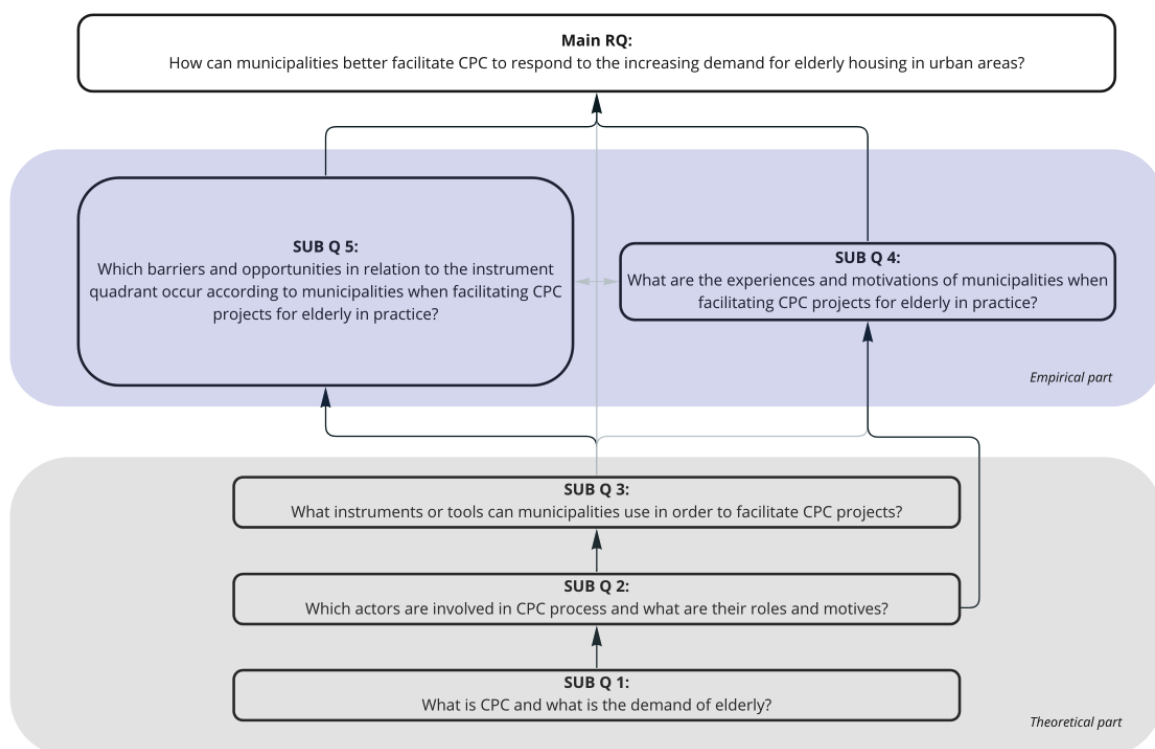 Main RQ:
How can municipalities better facilitate CPC to respond to the increasing demand for elderly housing in urban areas?
SUB Q 5:
Which barriers and opportunities in relation to the instrument
quadrant occur according to municipalities when facilitating CPC
projects for elderly in practice?
SUB Q 4:
What are the experiences and motivations of municipalities when
facilitating CPC projects for elderly in practice?
Empirical part
SUB Q 3:
What instruments or tools can municipalities use in order to facilitate CPC projects?
SUB Q 2:
Which actors are involved in CPC process and what are their roles and motives?
SUB Q 1:
What is CPC and what is the demand of elderly?
Theoretical part